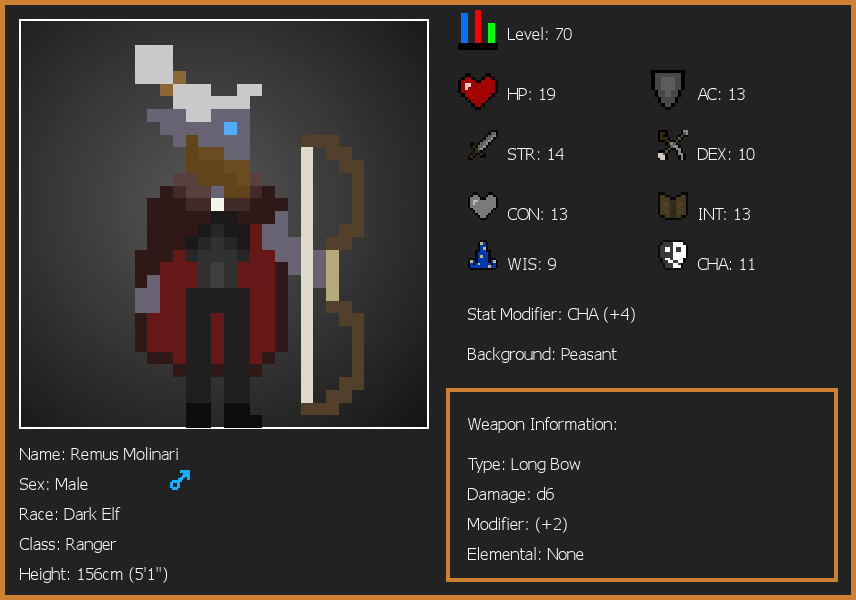 Level: 70
HP: 19
AC: 13
STR: 14
DEX: 10
CON: 13
INT: 13
WIS: 9
CHA: 11
Stat Modifier: CHA (+4)
Background: Peasant
Weapon Information:
Type: Long Bow
Damage: d6
Modifier: (+2)
Elemental: None
Name: Remus Molinari
Sex: Male
Race: Dark Elf
Class: Ranger
Height: 156cm (5'1")